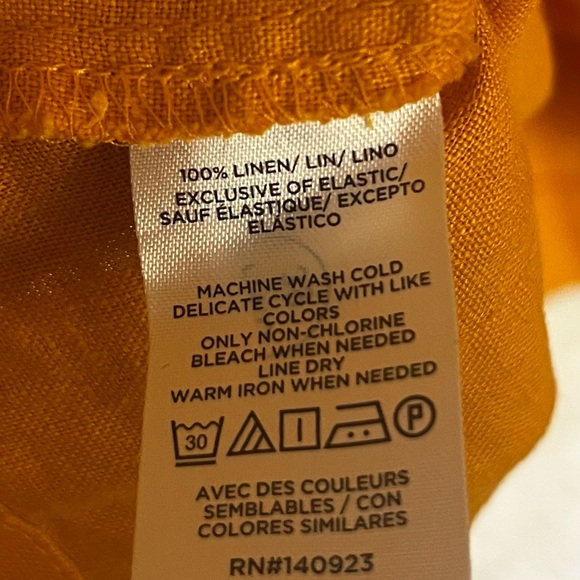 100% LINEN/ LIN/ LINO
EXCLUSIVE OF ELASTIC/
SAUF ÉLASTIQUE/ EXCEPTO
ELÁSTICO
MACHINE WASH COLD
DELICATE CYCLE WITH LIKE
COLORS
ONLY NON-CHLORINE
BLEACH WHEN NEEDED
LINE DRY
WARM IRON WHEN NEEDED
30 P
AVEC DES COULEURS
SEMBLABLES / CON
COLORES SIMILARES
RN#140923